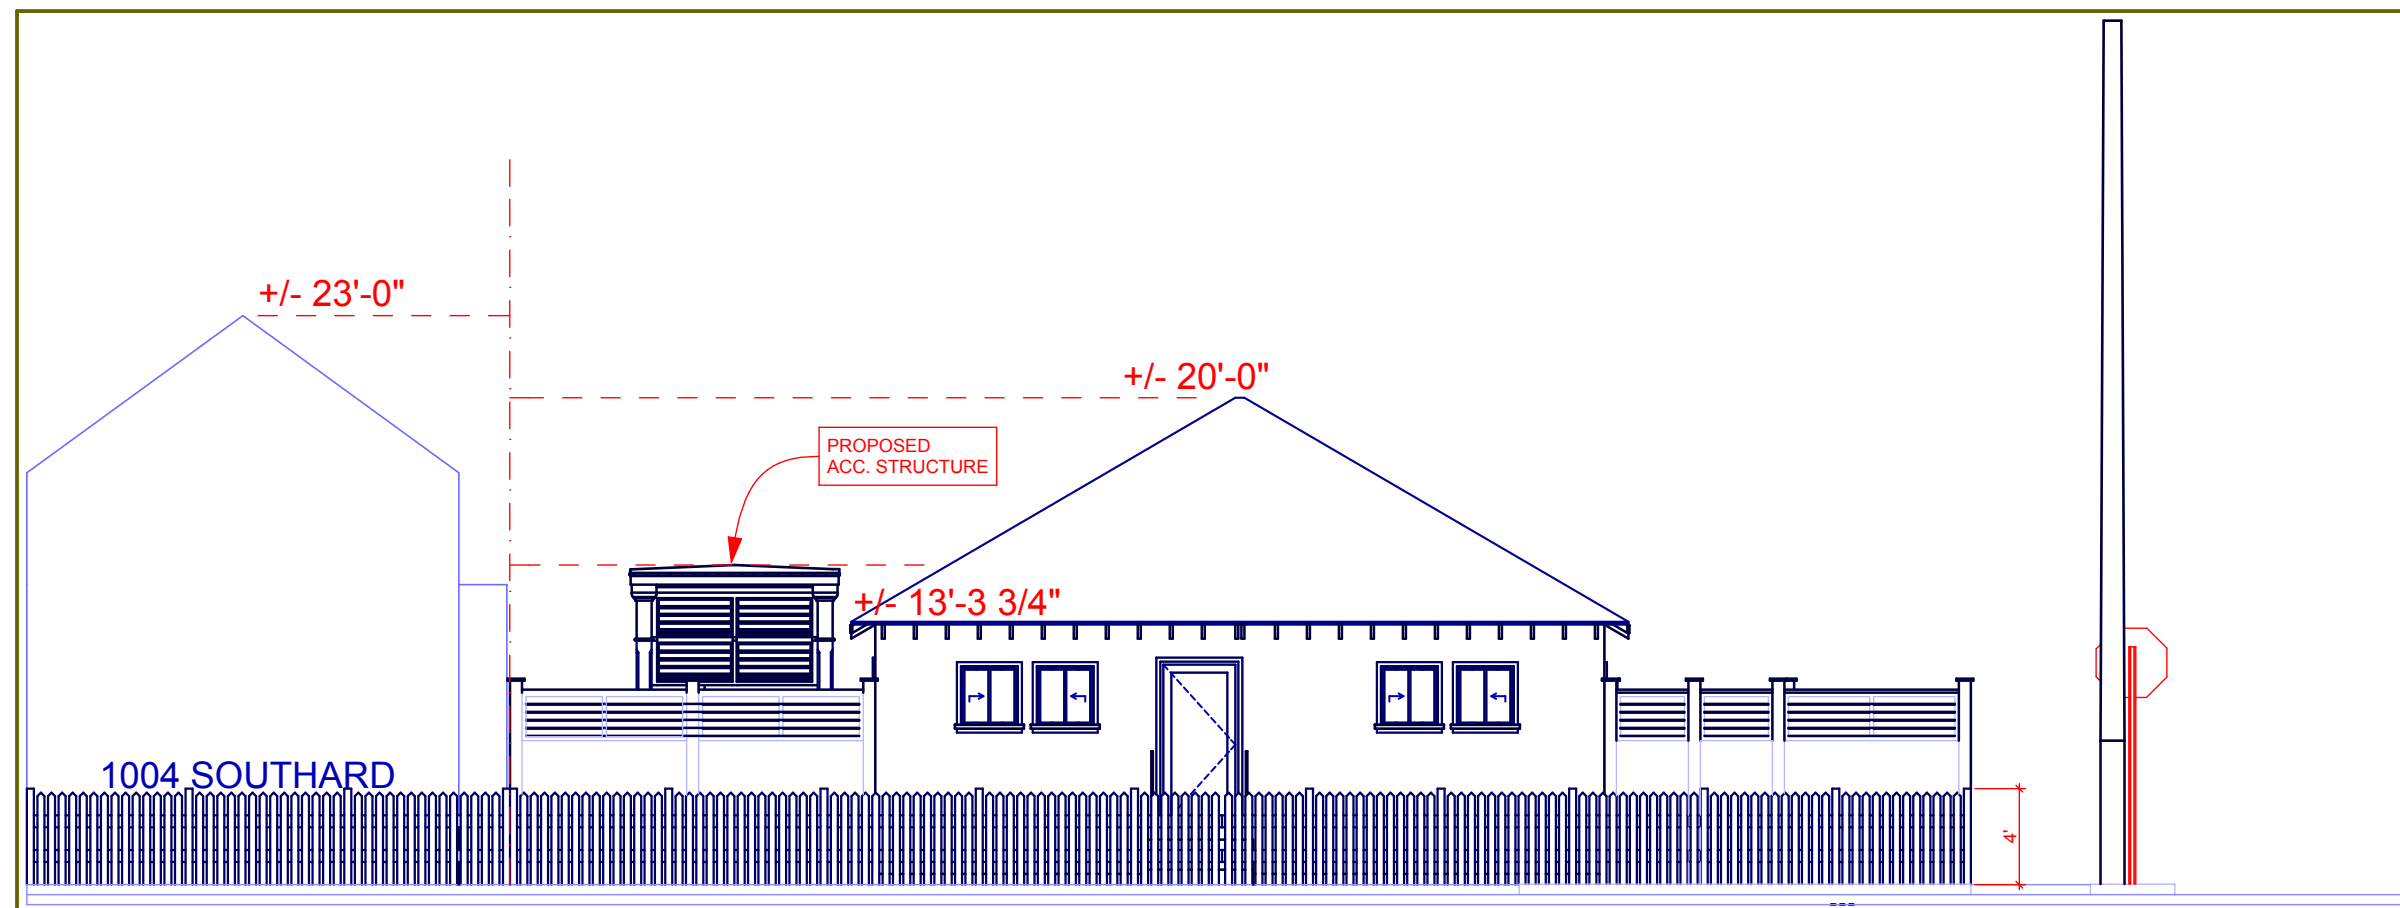 +/- 23'-0"
+/- 20'-0"
PROPOSED
ACC. STRUCTURE
+/- 13'-3 3/4"
1004 SOUTHARD
4'